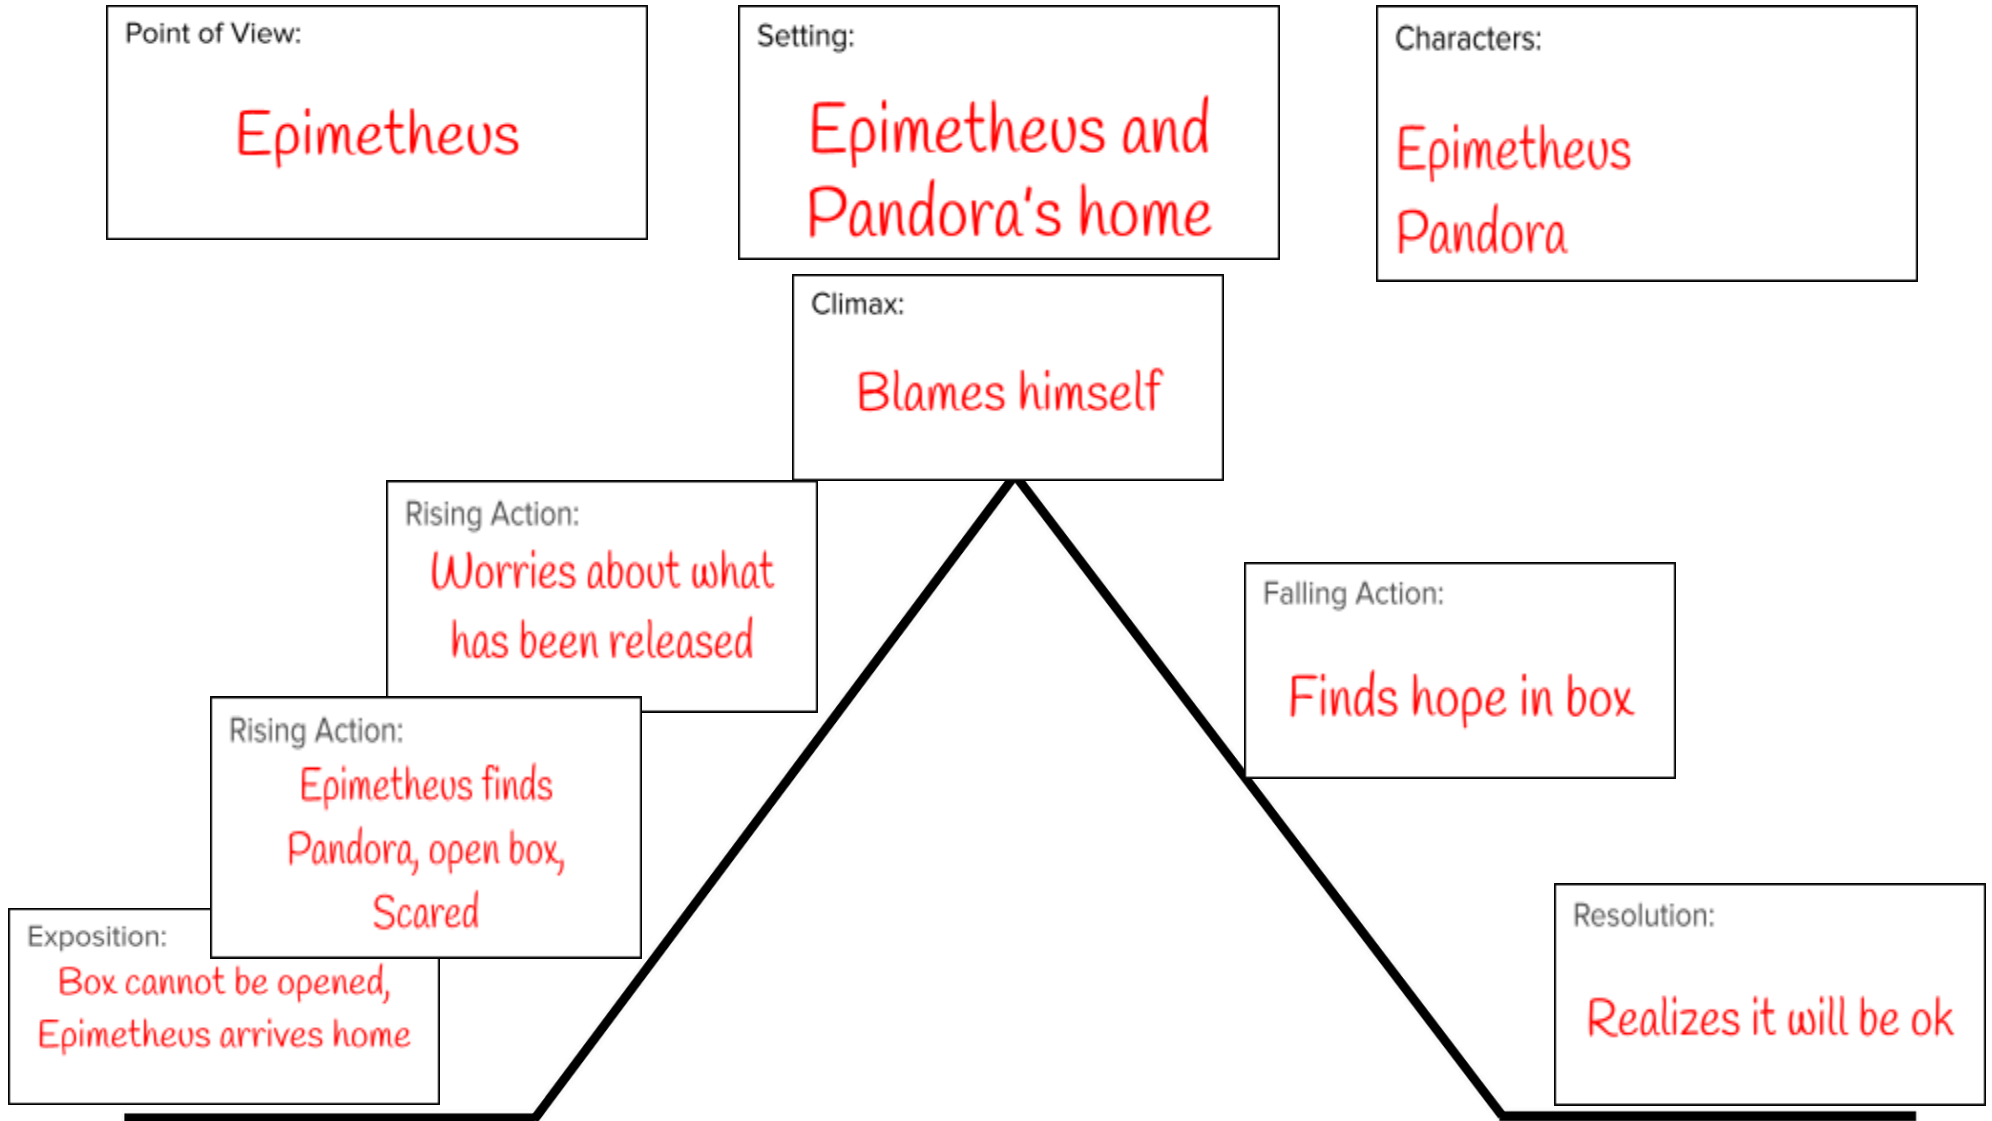 Point of View:
Epimetheus
Setting:
Epimetheus and
Pandora's home
Characters:
Epimetheus
Pandora
Climax:
Blames himself
Rising Action:
Worries about what
has been released
Rising Action:
Epimetheus finds
Pandora, open box,
Scared
Exposition:
Box cannot be opened,
Epimetheus arrives home
Falling Action:
Finds hope in box
Resolution:
Realizes it will be ok